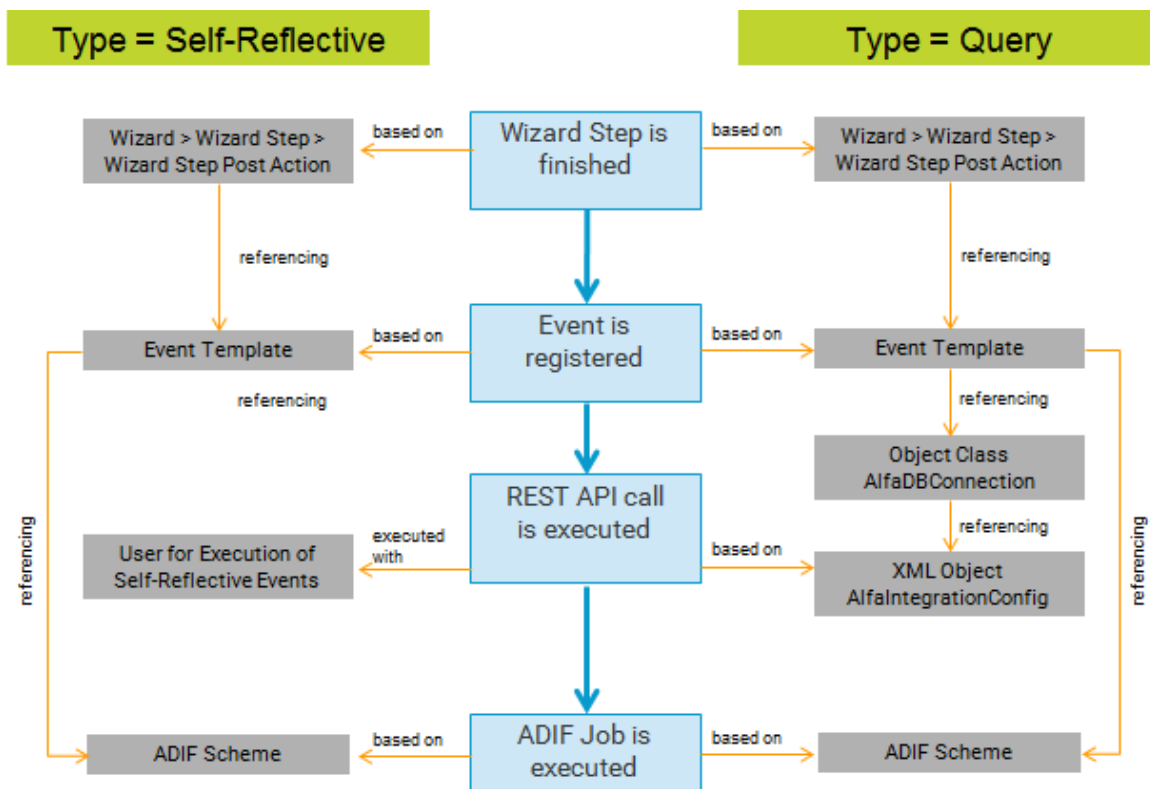 Type = Self-Reflective
Type = Query
Wizard > Wizard Step >
Wizard Step Post Action
based on
Wizard Step is
finished
based on
Wizard > Wizard Step >
Wizard Step Post Action
referencing
referencing
Event Template
based on
Event is
registered
based on
Event Template
referencing
referencing
Object Class
AlfaDBConnection
referencing
REST API call
is executed
executed
with
based on
referencing
User for Execution of
Self-Reflective Events
XML Object
AlfaIntegrationConfig
referencing
ADIF Scheme
based on
ADIF Job is
executed
based on
ADIF Scheme